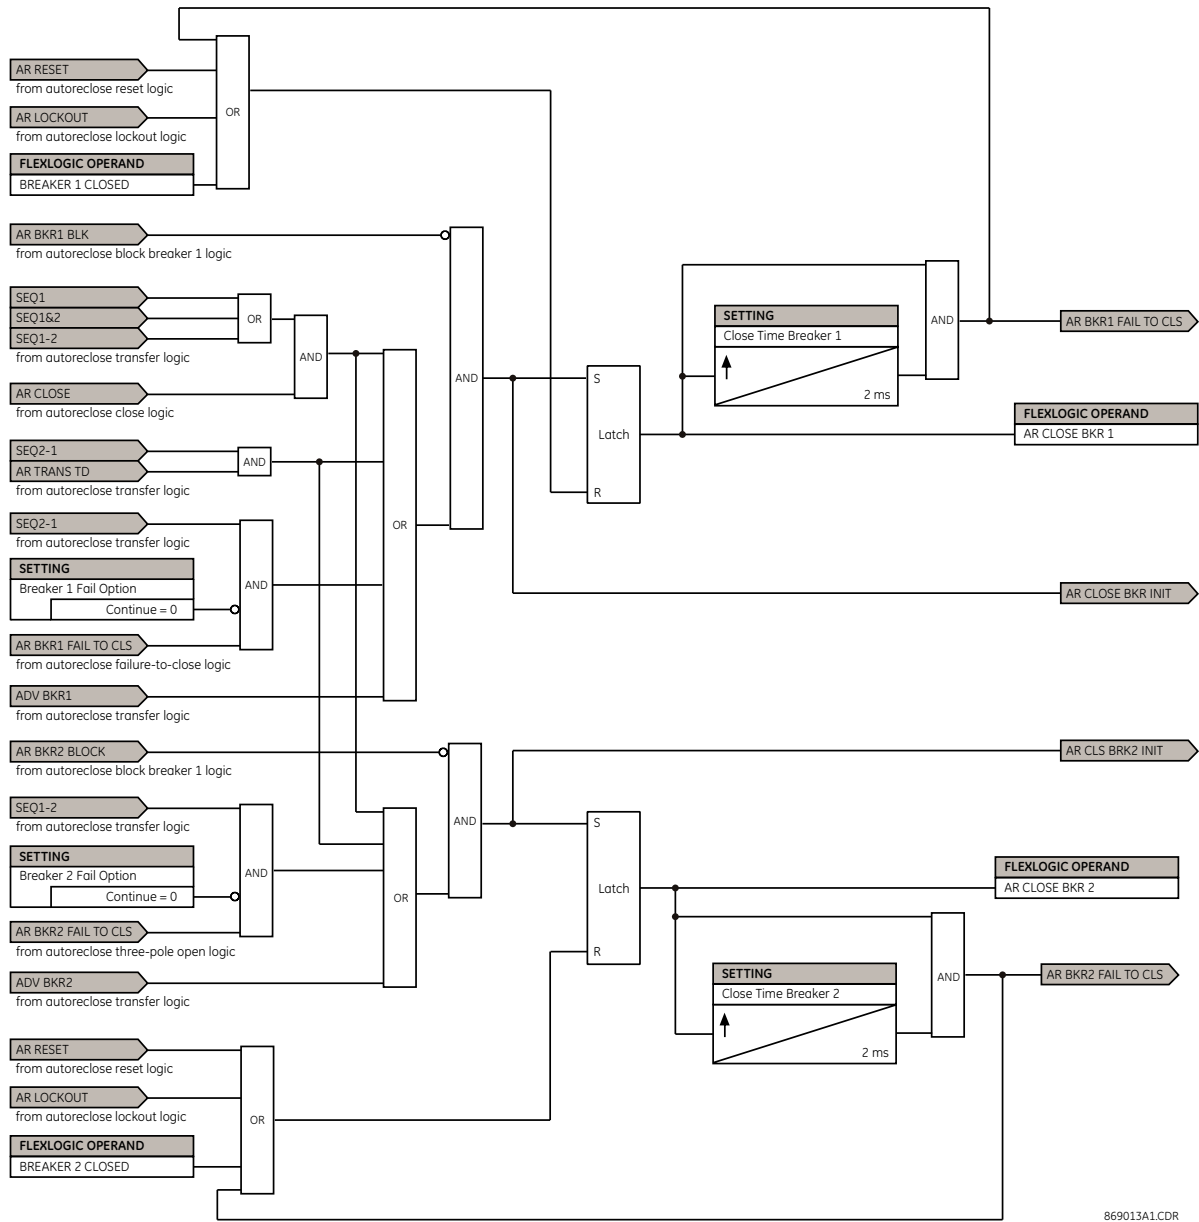 AR RESET
from autoreclose reset logic
AR LOCKOUT
from autoreclose lockout logic
FLEXLOGIC OPERAND
BREAKER 1 CLOSED
OR
AR BKR1 BLK
from autoreclose block breaker 1 logic
SEQ1
SEQ1&2
SEQ1-2
from autoreclose transfer logic
OR
AND
AR CLOSE
from autoreclose close logic
SEQ2-1
AR TRANS TD
from autoreclose transfer logic
AND
SEQ2-1
from autoreclose transfer logic
SETTING
Breaker 1 Fail Option
Continue = 0
AND
AR BKR1 FAIL TO CLS
from autoreclose failure-to-close logic
ADV BKR1
from autoreclose transfer logic
OR
AND
S
Latch
R
SETTING
Close Time Breaker 1
2 ms
AND
AR BKR1 FAIL TO CLS
FLEXLOGIC OPERAND
AR CLOSE BKR 1
AR CLOSE BKR INIT
AR BKR2 BLOCK
from autoreclose block breaker 1 logic
SEQ1-2
from autoreclose transfer logic
SETTING
Breaker 2 Fail Option
Continue = 0
AND
AR BKR2 FAIL TO CLS
from autoreclose three-pole open logic
ADV BKR2
from autoreclose transfer logic
OR
AND
AR CLS BRK2 INIT
S
Latch
R
FLEXLOGIC OPERAND
AR CLOSE BKR 2
SETTING
Close Time Breaker 2
2 ms
AND
AR BKR2 FAIL TO CLS
AR RESET
from autoreclose reset logic
AR LOCKOUT
from autoreclose lockout logic
FLEXLOGIC OPERAND
BREAKER 2 CLOSED
OR
869013A1.CDR